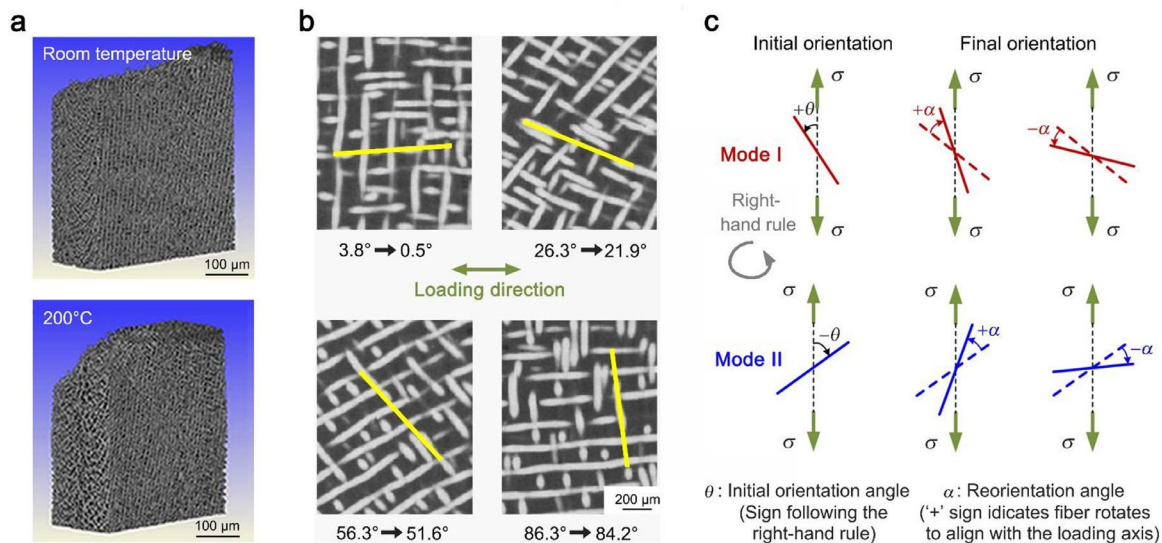 a
Room temperature
100 μm
200°C
100 μm
b
3.8° → 0.5°
26.3° → 21.9°
Loading direction
56.3° → 51.6°
200 μm
86.3° → 84.2°
c
Initial orientation
Final orientation
σ
σ
σ
+θ
+α
−α
Mode I
Right-
hand rule
σ
σ
σ
σ
σ
σ
−θ
+α
−α
Mode II
σ
σ
σ
θ : Initial orientation angle
(Sign following the
right-hand rule)
α : Reorientation angle
('+' sign idicates fiber rotates
to align with the loading axis)